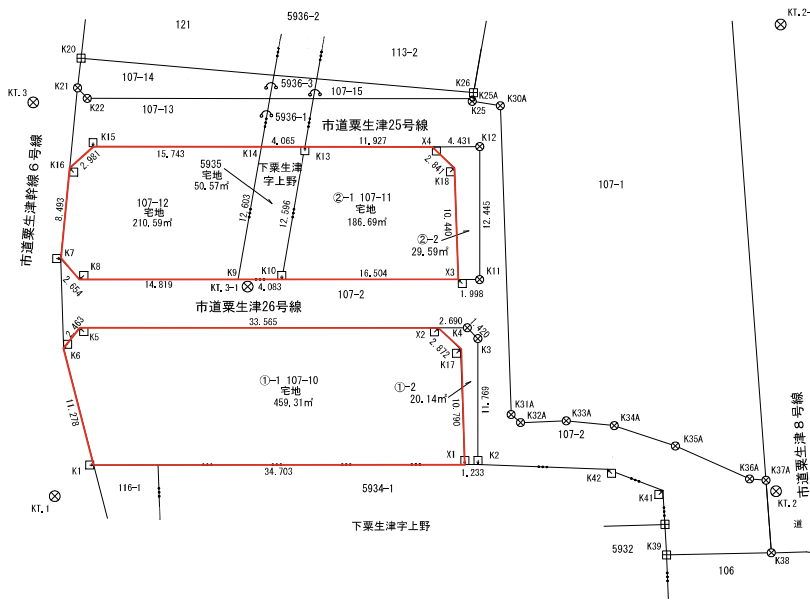 5936-2
121
KT.2-
K20
113-2
107-14
5936-3
K26
K21
107-15
K25A
KT.3
K22
107-13
K25
K30A
5936-1
市道粟生津25号線
K15
15.743
K14
4.065
K13
11.927
X4
4.431
K12
2.981
K16
5935
宅地
50.57㎡
下粟生津
字上野
2.847
K18
107-1
市道粟生津幹線6号線
8.493
107-12
宅地
210.59㎡
12.603
12.596
②-1 107-11
宅地
186.69㎡
10.440
12.445
②-2
29.59㎡
K7
K8
K9
K10
X3
K11
2.654
14.819
KT.3-1
4.083
16.504
1.998
107-2
市道粟生津26号線
2.463
K5
33.565
X2
2.690
K4
1.420
K3
K6
2.872
K17
11.278
①-1 107-10
宅地
459.31㎡
①-2
20.14㎡
10.790
11.769
K31A
K32A
K33A
K34A
107-2
K35A
市道粟生津8号線
K1
34.703
X1
K2
1.233
K42
K36A
K37A
116-1
5934-1
K41
KT.1
KT.2
下粟生津字上野
道
5932
K39
106
K38